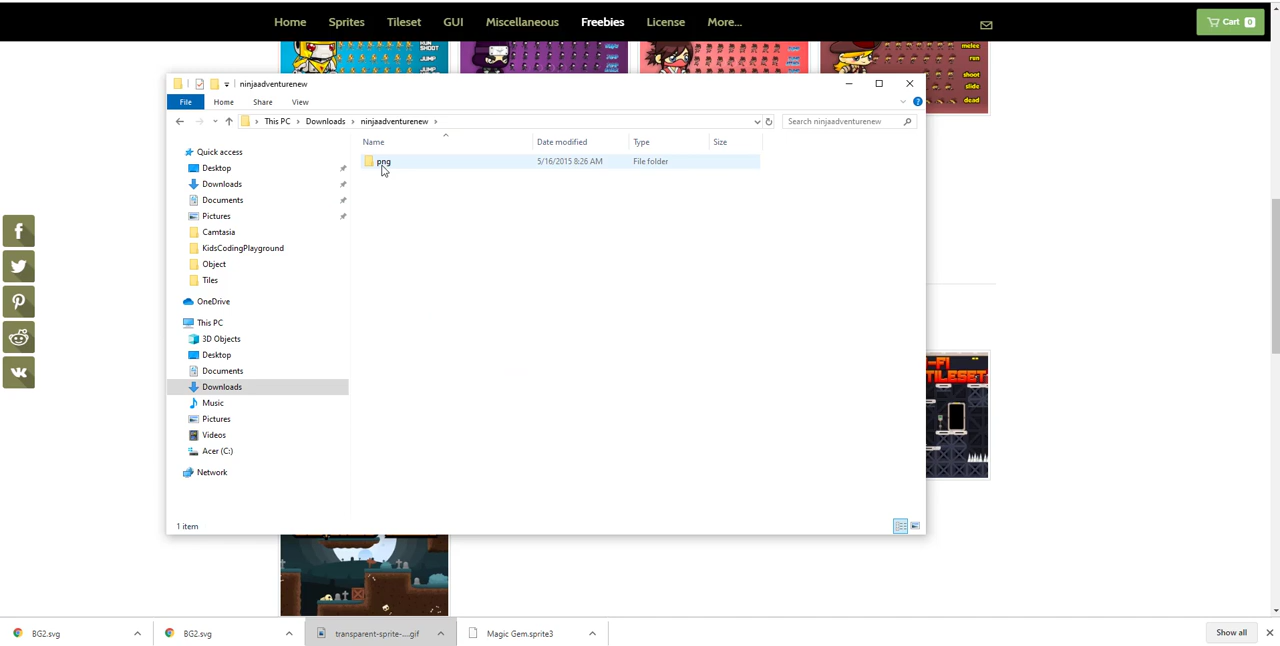 Home Sprites Tileset GUI Miscellaneous Freebies License More... Cart 0
RUN
SHOOT
JUMP
melee
run
shoot
slide
dead
ninjaadventurenew
File Home Share View
This PC > Downloads > ninjaadventurenew >
Search ninjaadventurenew
Name Date modified Type Size
png 5/16/2015 8:26 AM File folder
Quick access
Desktop
Downloads
Documents
Pictures
Camtasia
KidsCodingPlayground
Object
Tiles
OneDrive
This PC
3D Objects
Desktop
Documents
Downloads
Music
Pictures
Videos
Acer (C:)
Network
1 item
TILESET
BG2.svg BG2.svg transparent-sprite-....gif Magic Gem.sprite3 Show all